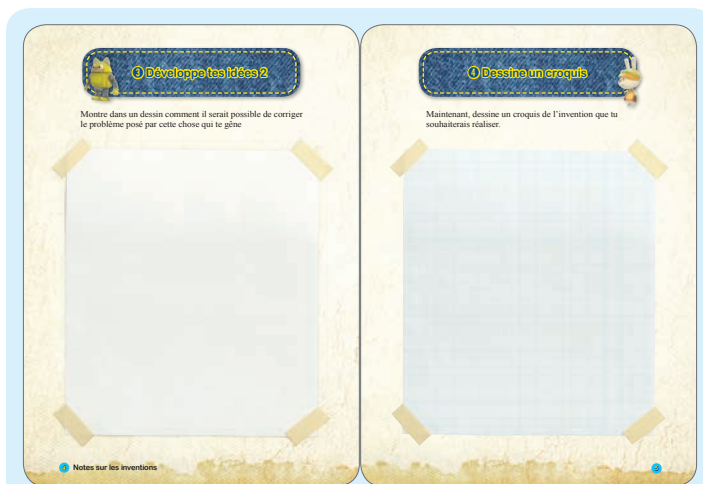 ③ Développe tes idées 2
Montre dans un dessin comment il serait possible de corriger
le problème posé par cette chose qui te gêne
Notes sur les inventions
④ Dessine un croquis
Maintenant, dessine un croquis de l'invention que tu
souhaiterais réaliser.